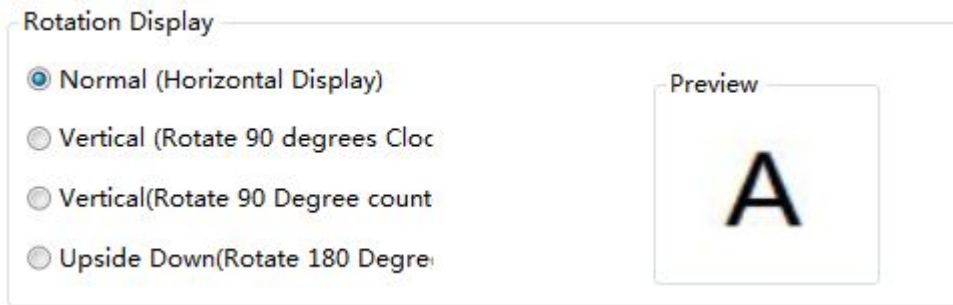 Rotation Display
Normal (Horizontal Display)
Preview
Vertical (Rotate 90 degrees Cloc
Vertical(Rotate 90 Degree count
Upside Down(Rotate 180 Degre
A